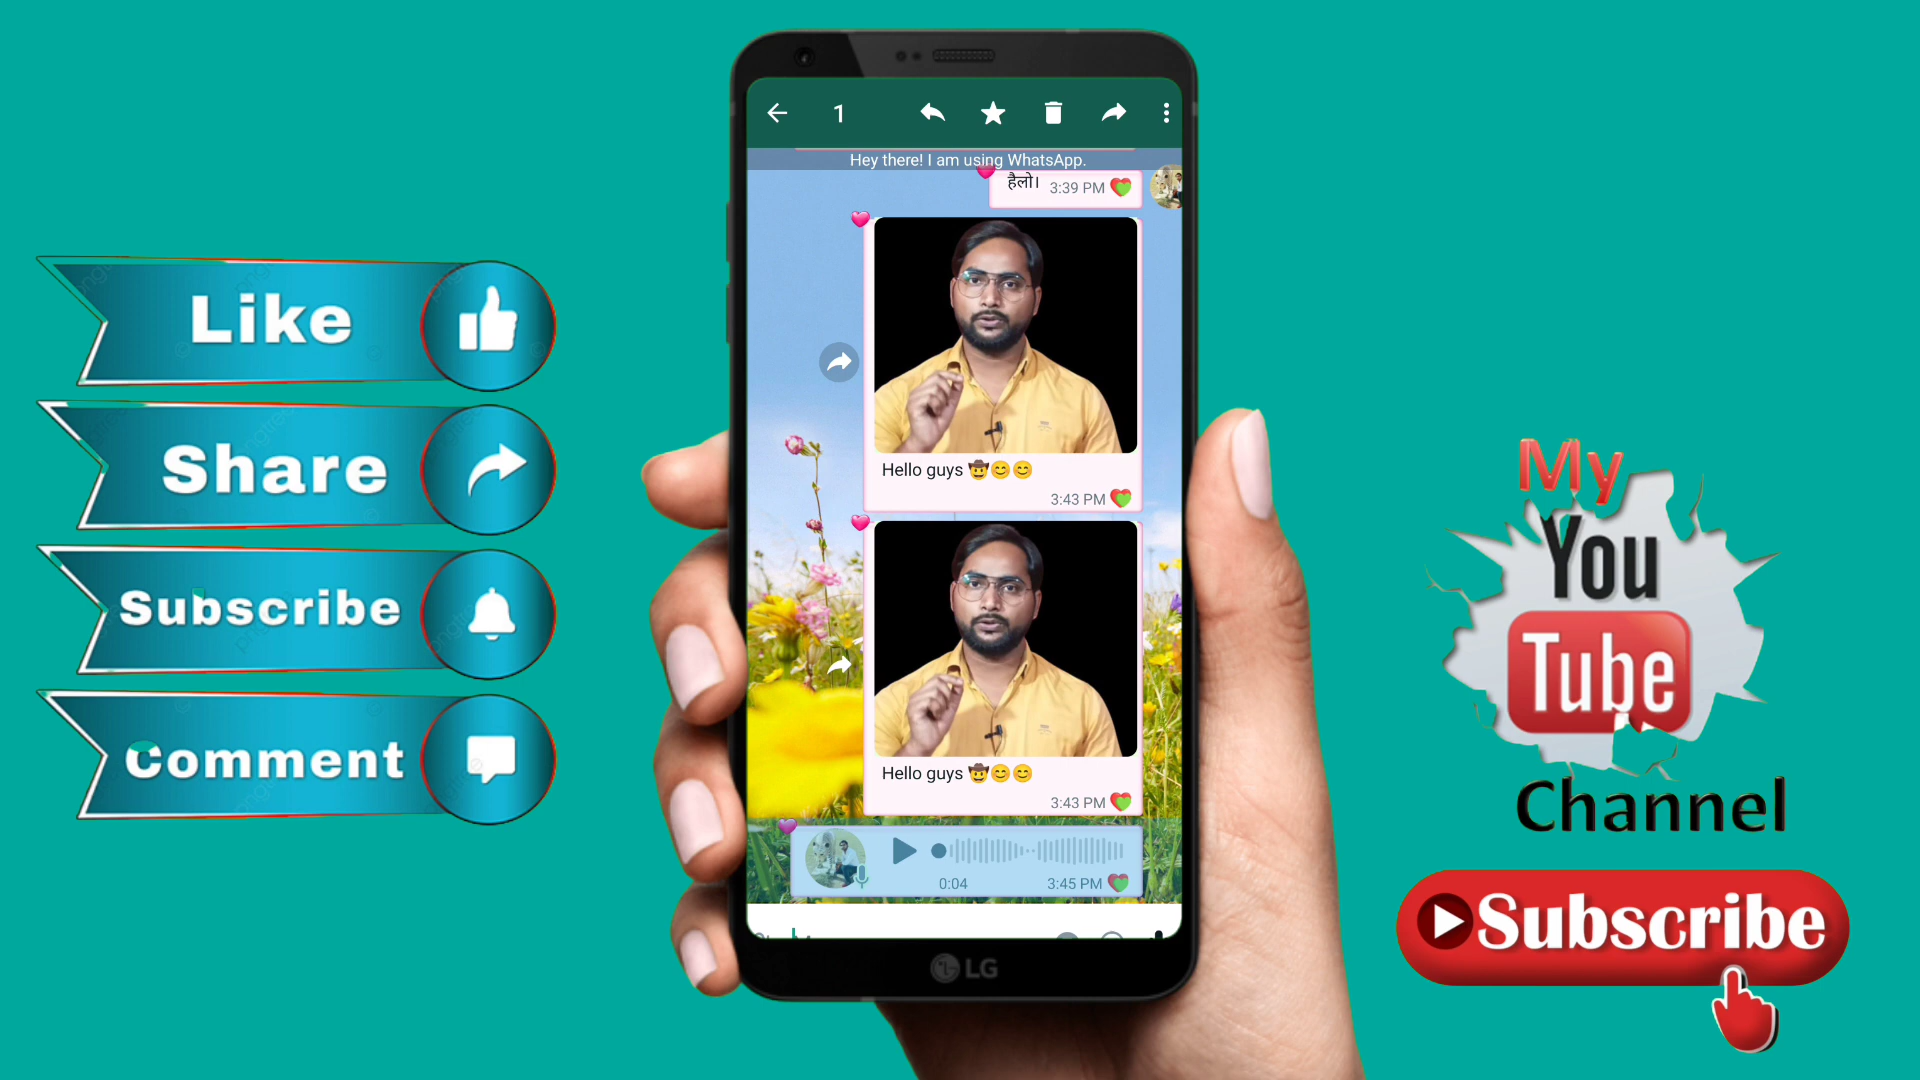 Like
Share
Subscribe
Comment
1
Hey there! I am using WhatsApp.
हैलो।
3:39 PM
Hello guys 🤠😊😊
3:43 PM
Hello guys 🤠😊😊
3:43 PM
0:04
3:45 PM
LG
My
You
Tube
Channel
Subscribe